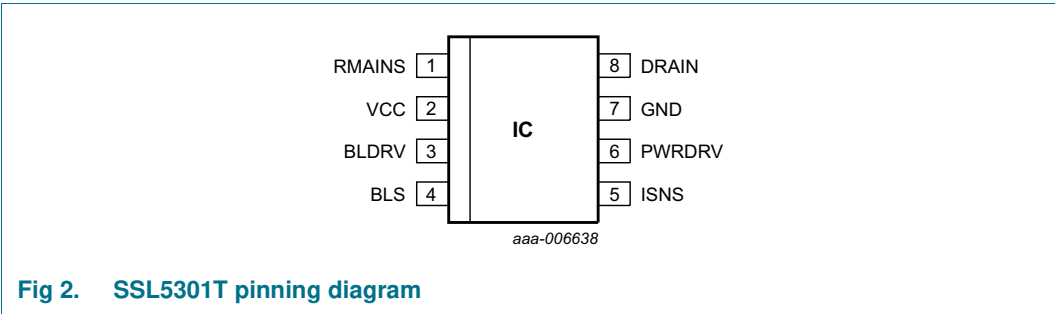 RMAINS 1 8 DRAIN
VCC 2 7 GND
IC
BLDRV 3 6 PWRDRV
BLS 4 5 ISNS
aaa-006638
Fig 2. SSL5301T pinning diagram